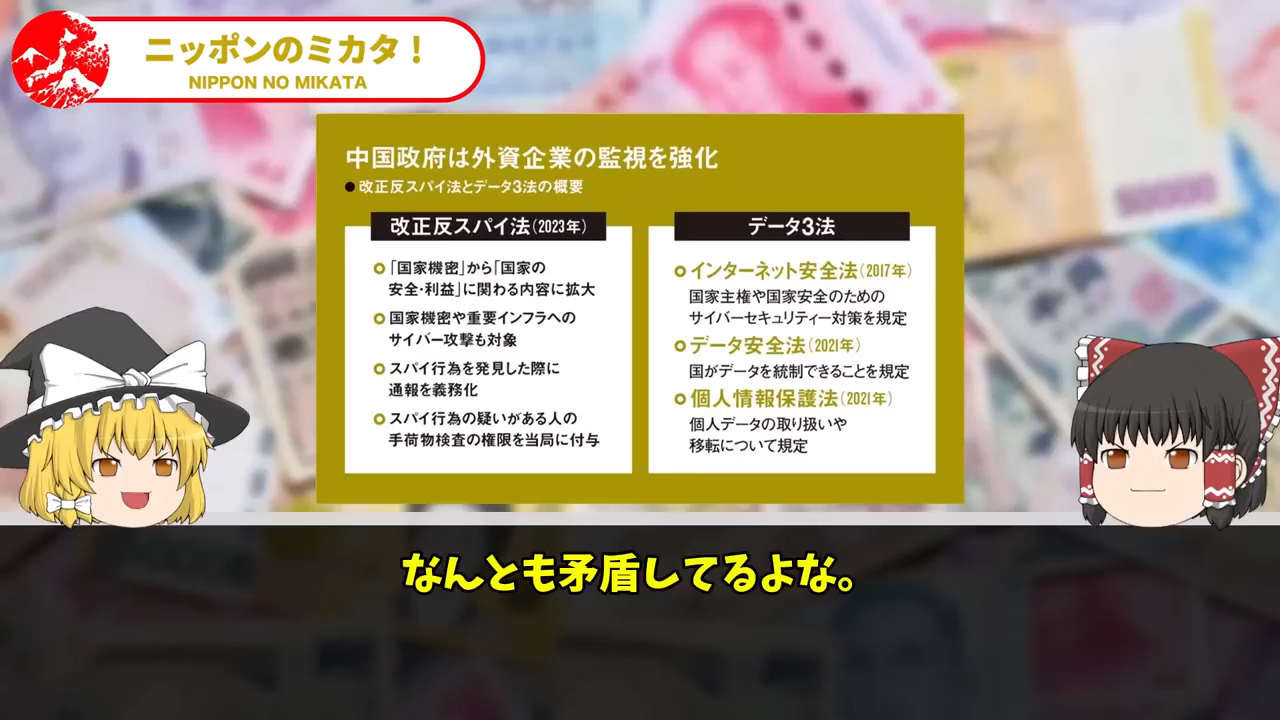 ニッポンのミカタ！
NIPPON NO MIKATA
中国政府は外資企業の監視を強化
●改正反スパイ法とデータ3法の概要
改正反スパイ法（2023年）
「国家機密」から「国家の
安全・利益」に関わる内容に拡大
国家機密や重要インフラへの
サイバー攻撃も対象
スパイ行為を発見した際に
通報を義務化
スパイ行為の疑いがある人の
手荷物検査の権限を当局に付与
データ3法
インターネット安全法（2017年）
国家主権や国家安全のための
サイバーセキュリティー対策を規定
データ安全法（2021年）
国がデータを統制できることを規定
個人情報保護法（2021年）
個人データの取り扱いや
移転について規定
なんとも矛盾してるよな。